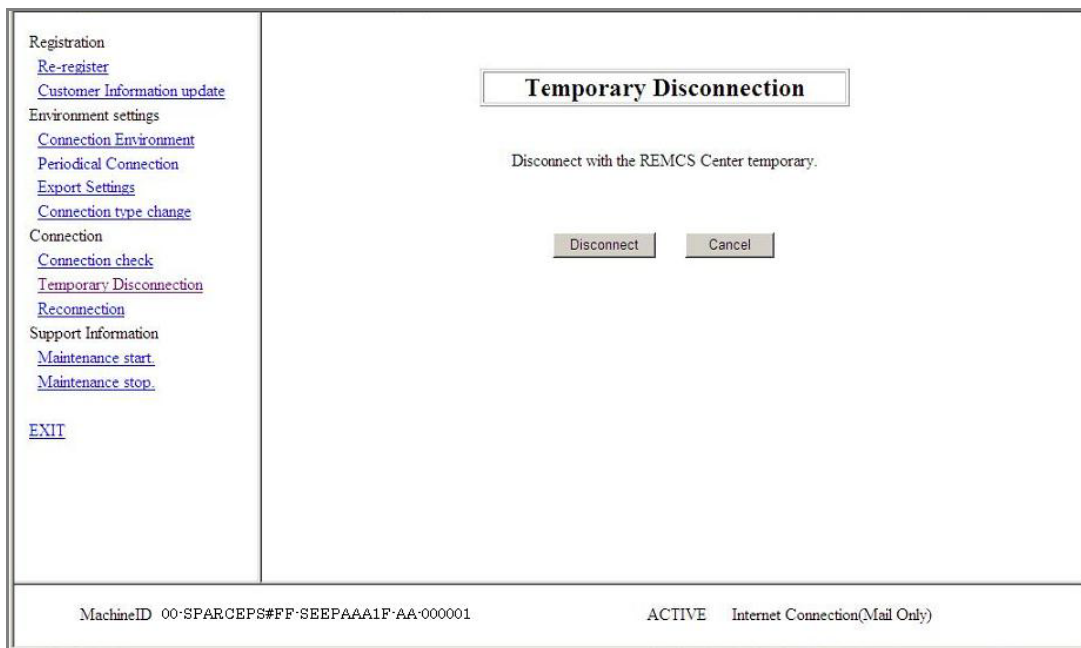 Registration
Re-register
Customer Information update
Environment settings
Connection Environment
Periodical Connection
Export Settings
Connection type change
Connection
Connection check
Temporary Disconnection
Reconnection
Support Information
Maintenance start.
Maintenance stop.
EXIT
Temporary Disconnection
Disconnect with the REMCS Center temporary.
Disconnect Cancel
MachineID 00-SPARCEPS#FF-SEEPAAA1F-AA-000001 ACTIVE Internet Connection(Mail Only)